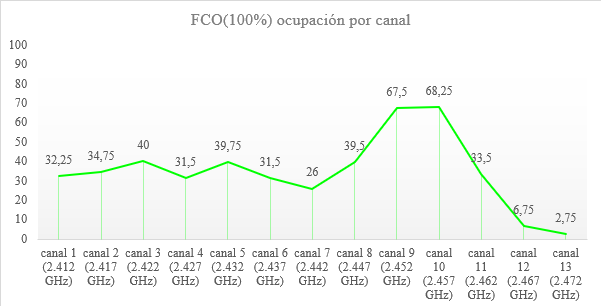 FCO(100%) ocupación por canal
100
90
80
70
60
50
40
30
20
10
0
32,25
34,75
40
31,5
39,75
31,5
26
39,5
67,5
68,25
33,5
6,75
2,75
canal 1
(2.412
GHz)
canal 2
(2.417
GHz)
canal 3
(2.422
GHz)
canal 4
(2.427
GHz)
canal 5
(2.432
GHz)
canal 6
(2.437
GHz)
canal 7
(2.442
GHz)
canal 8
(2.447
GHz)
canal 9
(2.452
GHz)
canal
10
(2.457
GHz)
canal
11
(2.462
GHz)
canal
12
(2.467
GHz)
canal
13
(2.472
GHz)